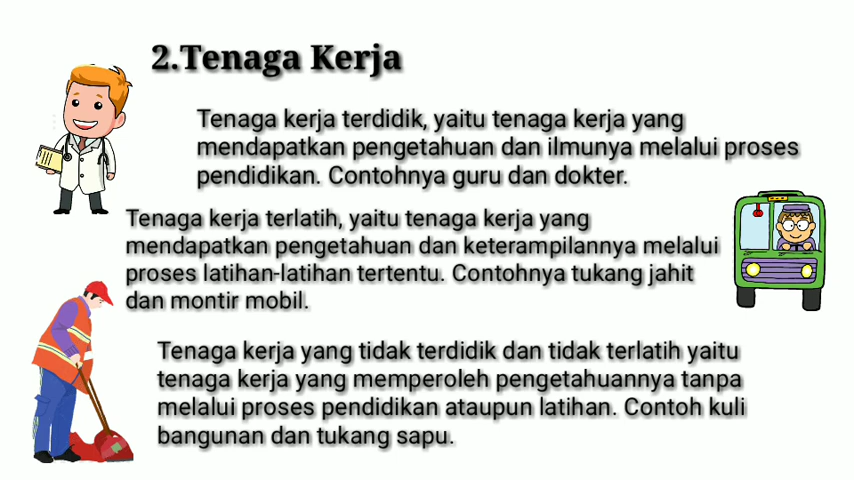 2.Tenaga Kerja
Tenaga kerja terdidik, yaitu tenaga kerja yang
mendapatkan pengetahuan dan ilmunya melalui proses
pendidikan. Contohnya guru dan dokter.
Tenaga kerja terlatih, yaitu tenaga kerja yang
mendapatkan pengetahuan dan keterampilannya melalui
proses latihan-latihan tertentu. Contohnya tukang jahit
dan montir mobil.
Tenaga kerja yang tidak terdidik dan tidak terlatih yaitu
tenaga kerja yang memperoleh pengetahuannya tanpa
melalui proses pendidikan ataupun latihan. Contoh kuli
bangunan dan tukang sapu.